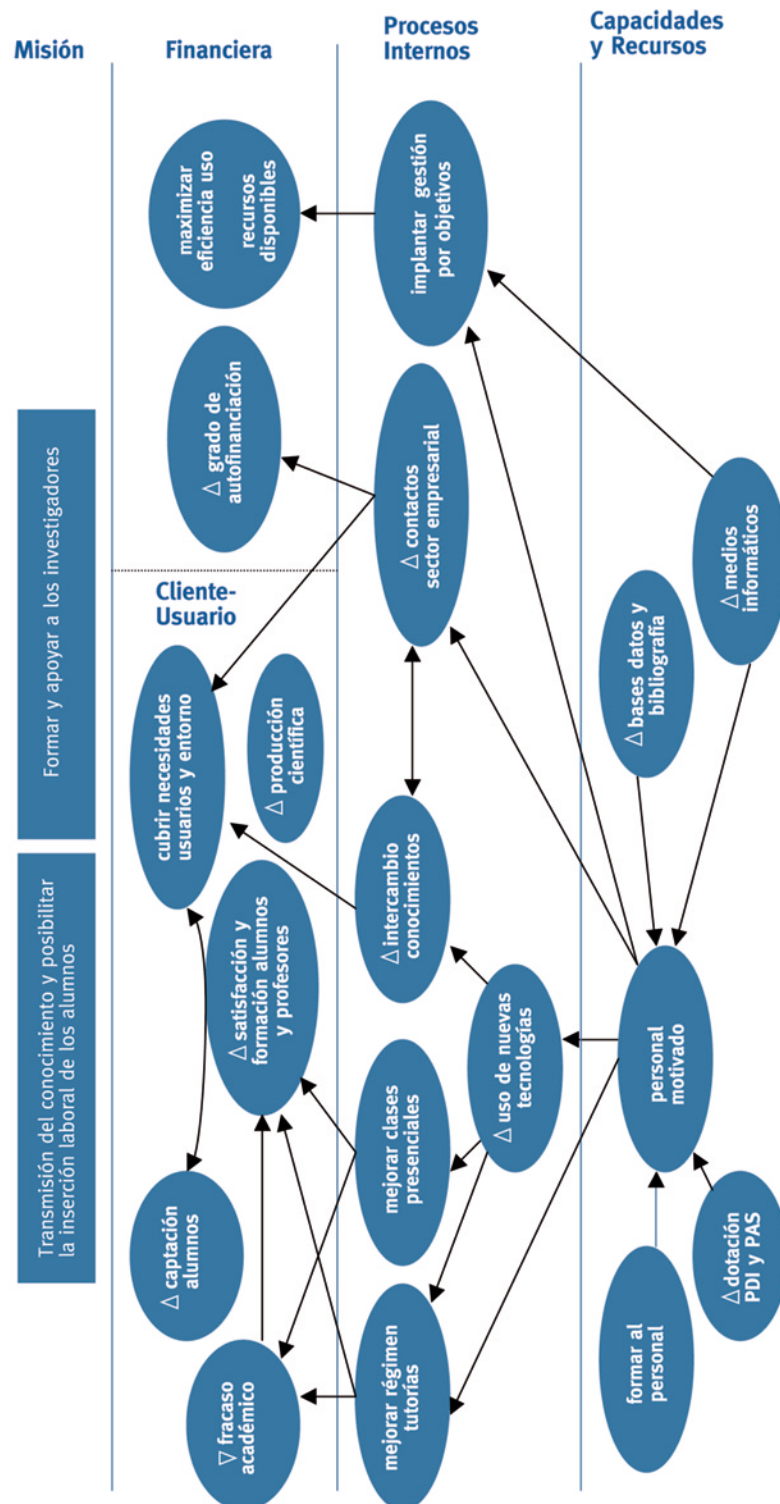 Misión
Financiera
Procesos
Internos
Capacidades
y Recursos
Transmisión del conocimiento y posibilitar
la inserción laboral de los alumnos
Formar y apoyar a los investigadores
Cliente-
Usuario
▽ fracaso
académico
△ captación
alumnos
△ satisfacción y
formación alumnos
y profesores
cubrir necesidades
usuarios y entorno
△ producción
científica
△ grado de
autofinanciación
maximizar
eficiencia uso
recursos
disponibles
mejorar régimen
tutorías
mejorar clases
presenciales
△ uso de nuevas
tecnologías
△ intercambio
conocimientos
△ contactos
sector empresarial
implantar gestión
por objetivos
formar al
personal
△ dotación
PDI y PAS
personal
motivado
△ bases datos y
bibliografía
△ medios
informáticos